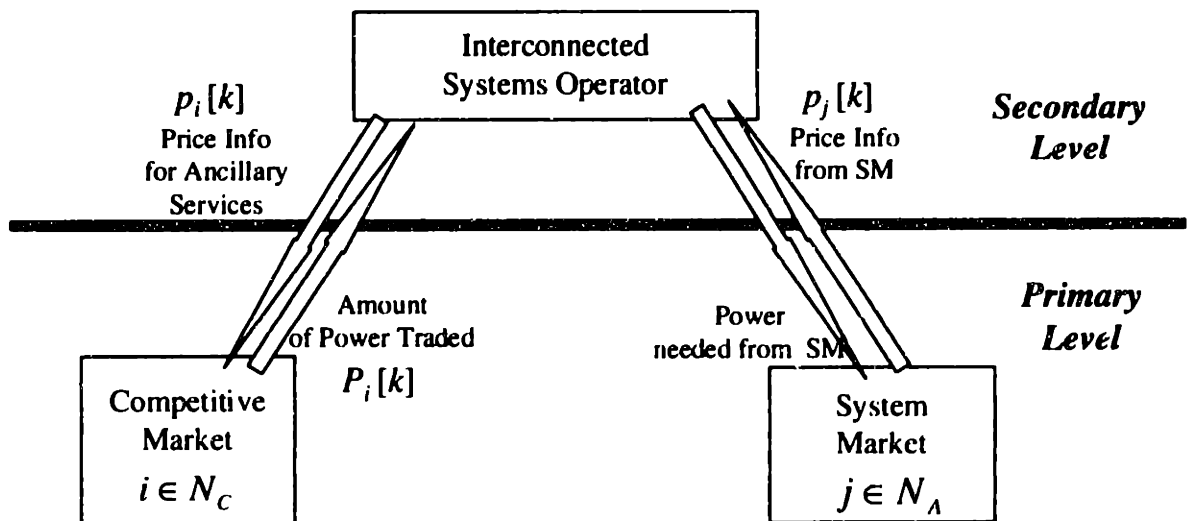 Interconnected
Systems Operator
p_i[k]
Price Info
for Ancillary
Services
p_j[k]
Price Info
from SM
Secondary
Level
Amount
of Power Traded
P_i[k]
Power
needed from SM
Primary
Level
Competitive
Market
i ∈ N_C
System
Market
j ∈ N_A